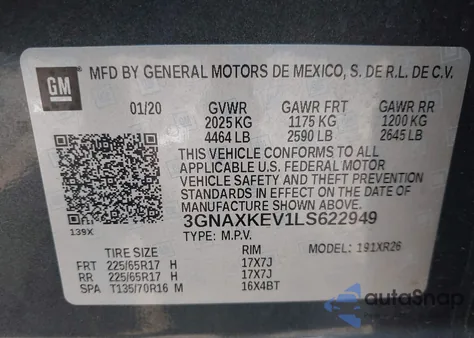 GM
MFD BY GENERAL MOTORS DE MEXICO, S. DE R.L. DE C.V.
01/20 GVWR GAWR FRT GAWR RR
2025 KG 1175 KG 1200 KG
4464 LB 2590 LB 2645 LB
THIS VEHICLE CONFORMS TO ALL
APPLICABLE U.S. FEDERAL MOTOR
VEHICLE SAFETY AND THEFT PREVENTION
STANDARDS IN EFFECT ON THE DATE OF
MANUFACTURE SHOWN ABOVE.
139X
3GNAXKEV1LS622949
TYPE: M.P.V. MODEL: 191XR26
TIRE SIZE RIM
FRT 225/65R17 H 17X7J
RR 225/65R17 H 17X7J
SPA T135/70R16 M 16X4BT
autoSnap